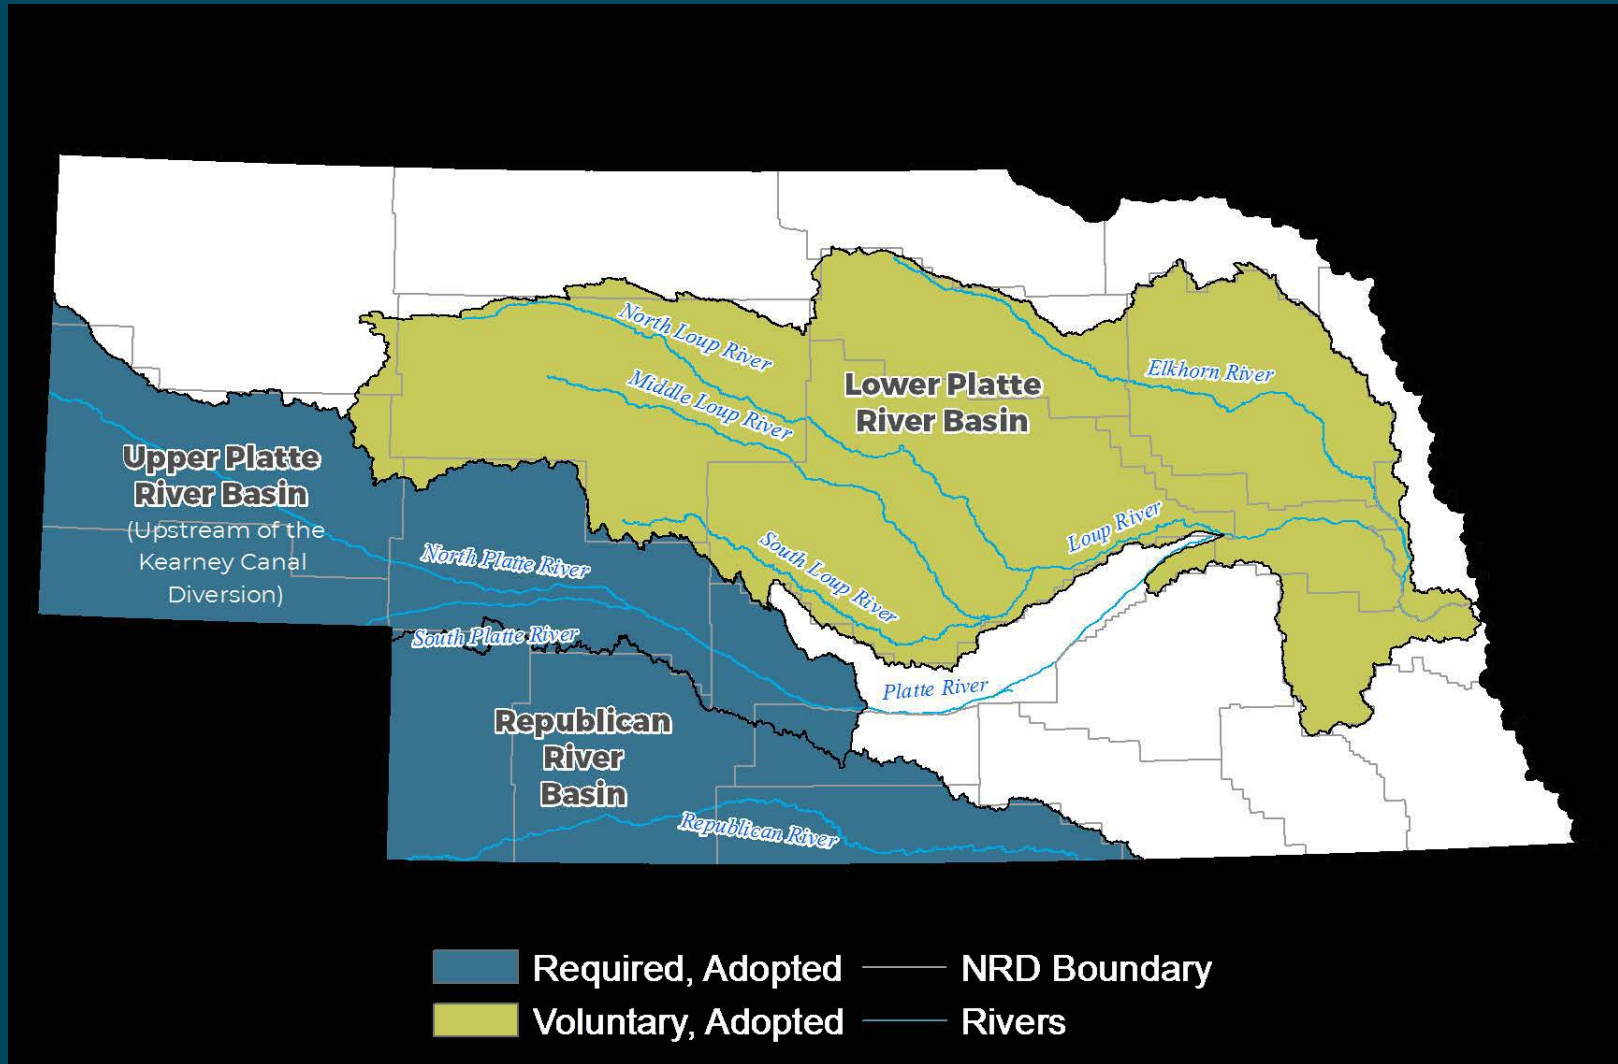 North Loup River
Middle Loup River
Elkhorn River
Lower Platte
River Basin
Upper Platte
River Basin
(Upstream of the
Kearney Canal
Diversion)
North Platte River
South Loup River
Loup River
South Platte River
Platte River
Republican
River
Basin
Republican River
Required, Adopted
NRD Boundary
Voluntary, Adopted
Rivers